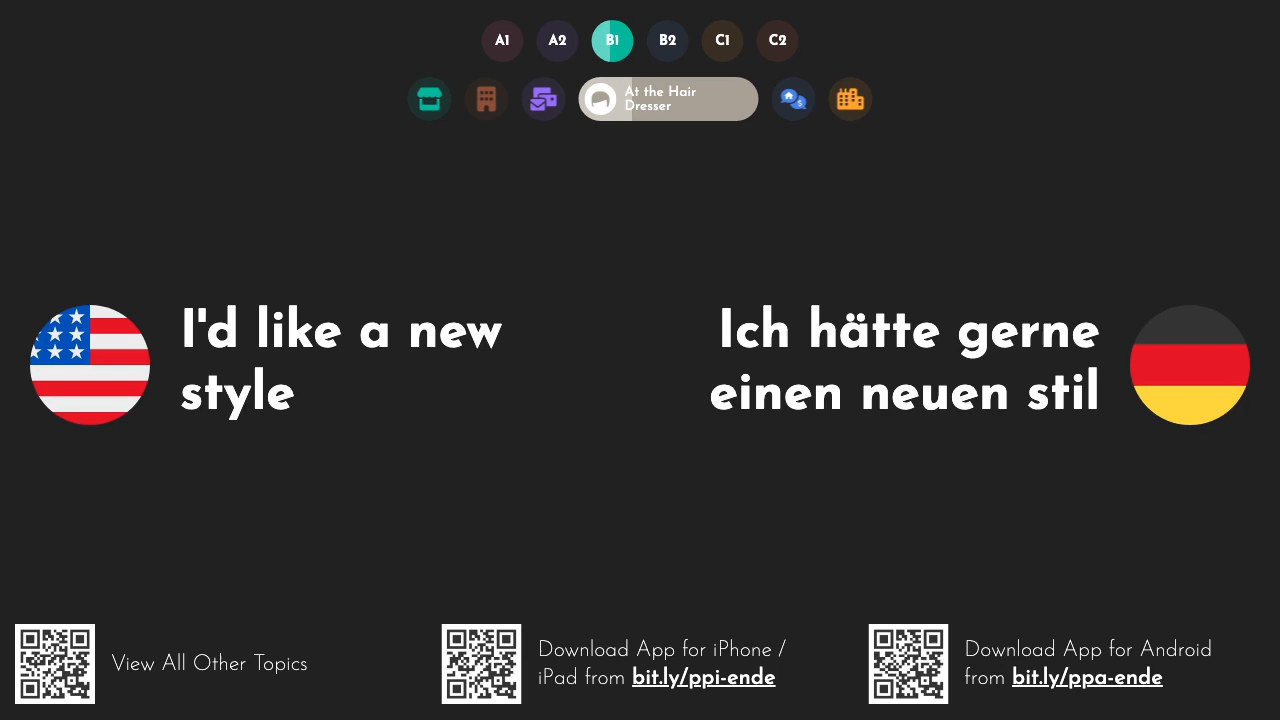 A1 A2 B1 B2 C1 C2
At the Hair
Dresser
I'd like a new
style
Ich hätte gerne
einen neuen stil
View All Other Topics
Download App for iPhone /
iPad from bit.ly/ppi-ende
Download App for Android
from bit.ly/ppa-ende